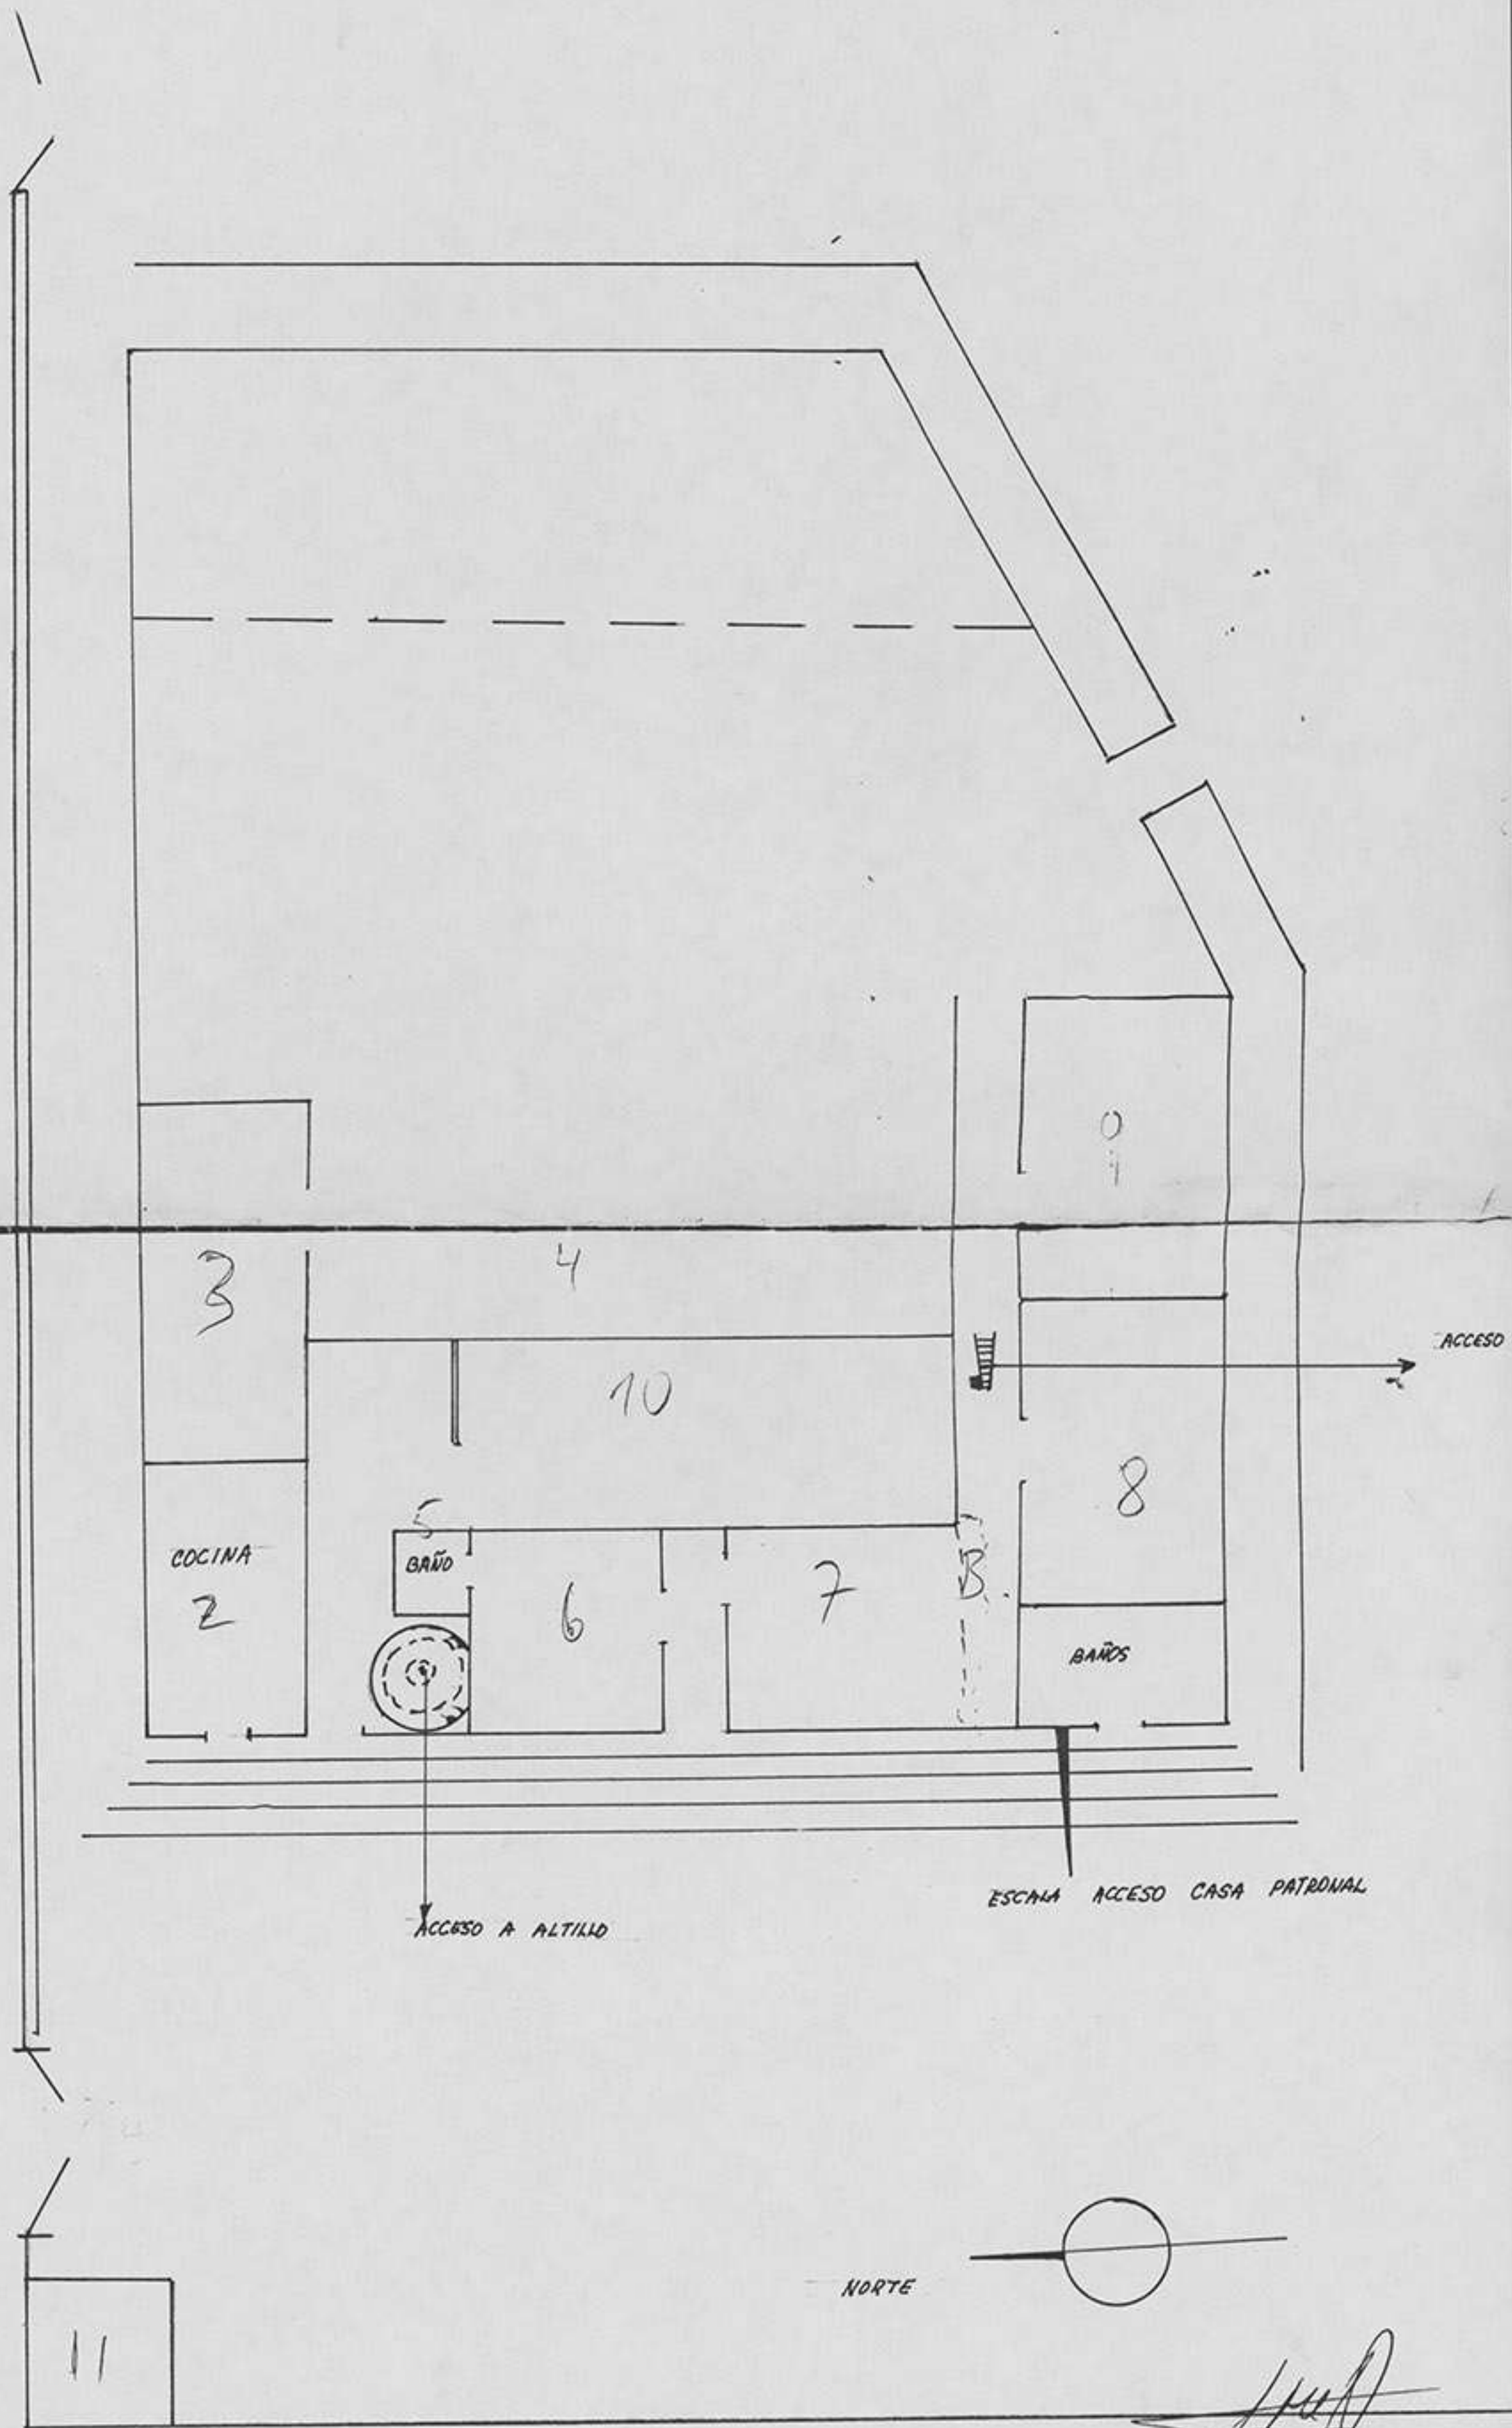 3
4
ACCESO
10
8
5
COCINA
BAÑO
B
2
6
7
BAÑOS
ESCALA ACCESO CASA PATRONAL
ACCESO A ALTILLO
NORTE
11